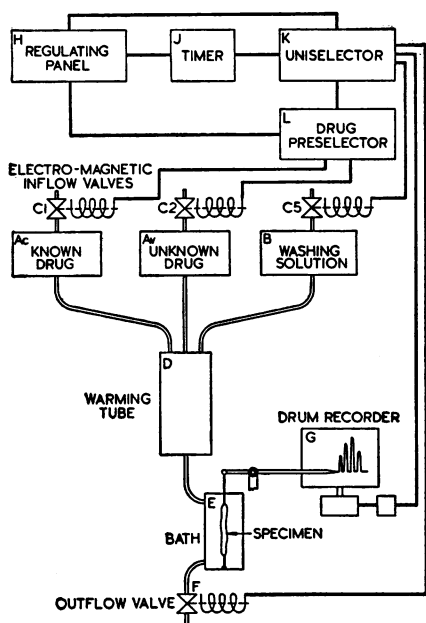 H
REGULATING
PANEL
J
TIMER
K
UNISELECTOR
L
DRUG
PRESELECTOR
ELECTRO-MAGNETIC
INFLOW VALVES
C1
C2
C5
Ac
KNOWN
DRUG
Au
UNKNOWN
DRUG
B
WASHING
SOLUTION
D
WARMING
TUBE
DRUM RECORDER
G
E
BATH
SPECIMEN
F
OUTFLOW VALVE